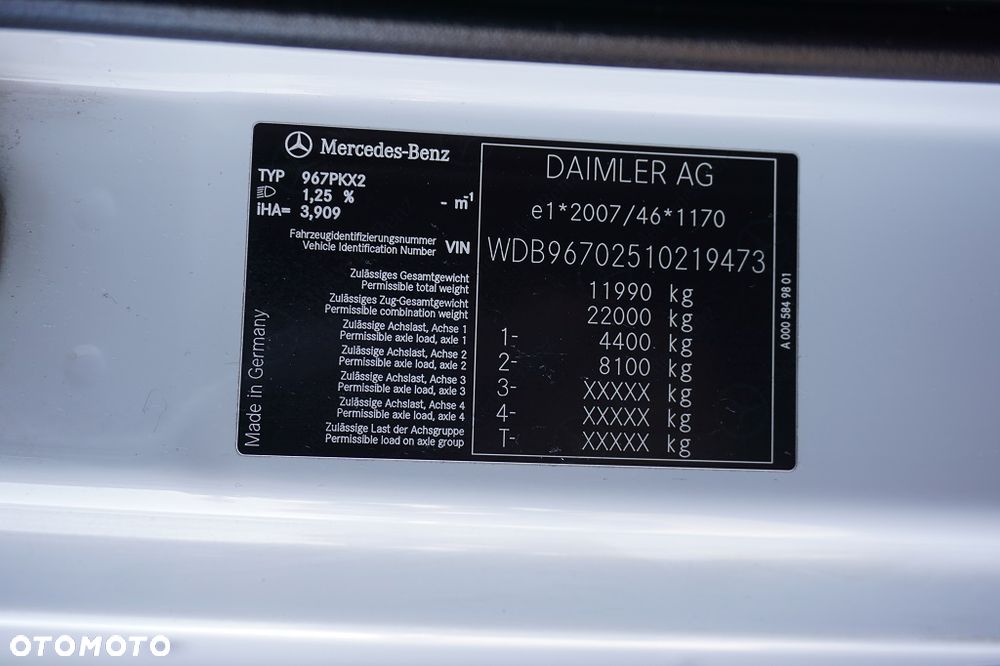 Mercedes-Benz
TYP 967PKX2
1,25 % - m⁻¹
iHA= 3,909
Fahrzeugidentifizierungsnummer
Vehicle Identification Number VIN
Zulässiges Gesamtgewicht
Permissible total weight
Zulässiges Zug-Gesamtgewicht
Permissible combination weight
Zulässige Achslast, Achse 1
Permissible axle load, axle 1
Zulässige Achslast, Achse 2
Permissible axle load, axle 2
Zulässige Achslast, Achse 3
Permissible axle load, axle 3
Zulässige Achslast, Achse 4
Permissible axle load, axle 4
Zulässige Last der Achsgruppe
Permissible load on axle group
Made in Germany
DAIMLER AG
e1*2007/46*1170
WDB96702510219473
11990 kg
22000 kg
1- 4400 kg
2- 8100 kg
3- XXXXX kg
4- XXXXX kg
T- XXXXX kg
A 000 584 98 01
OTOMOTO